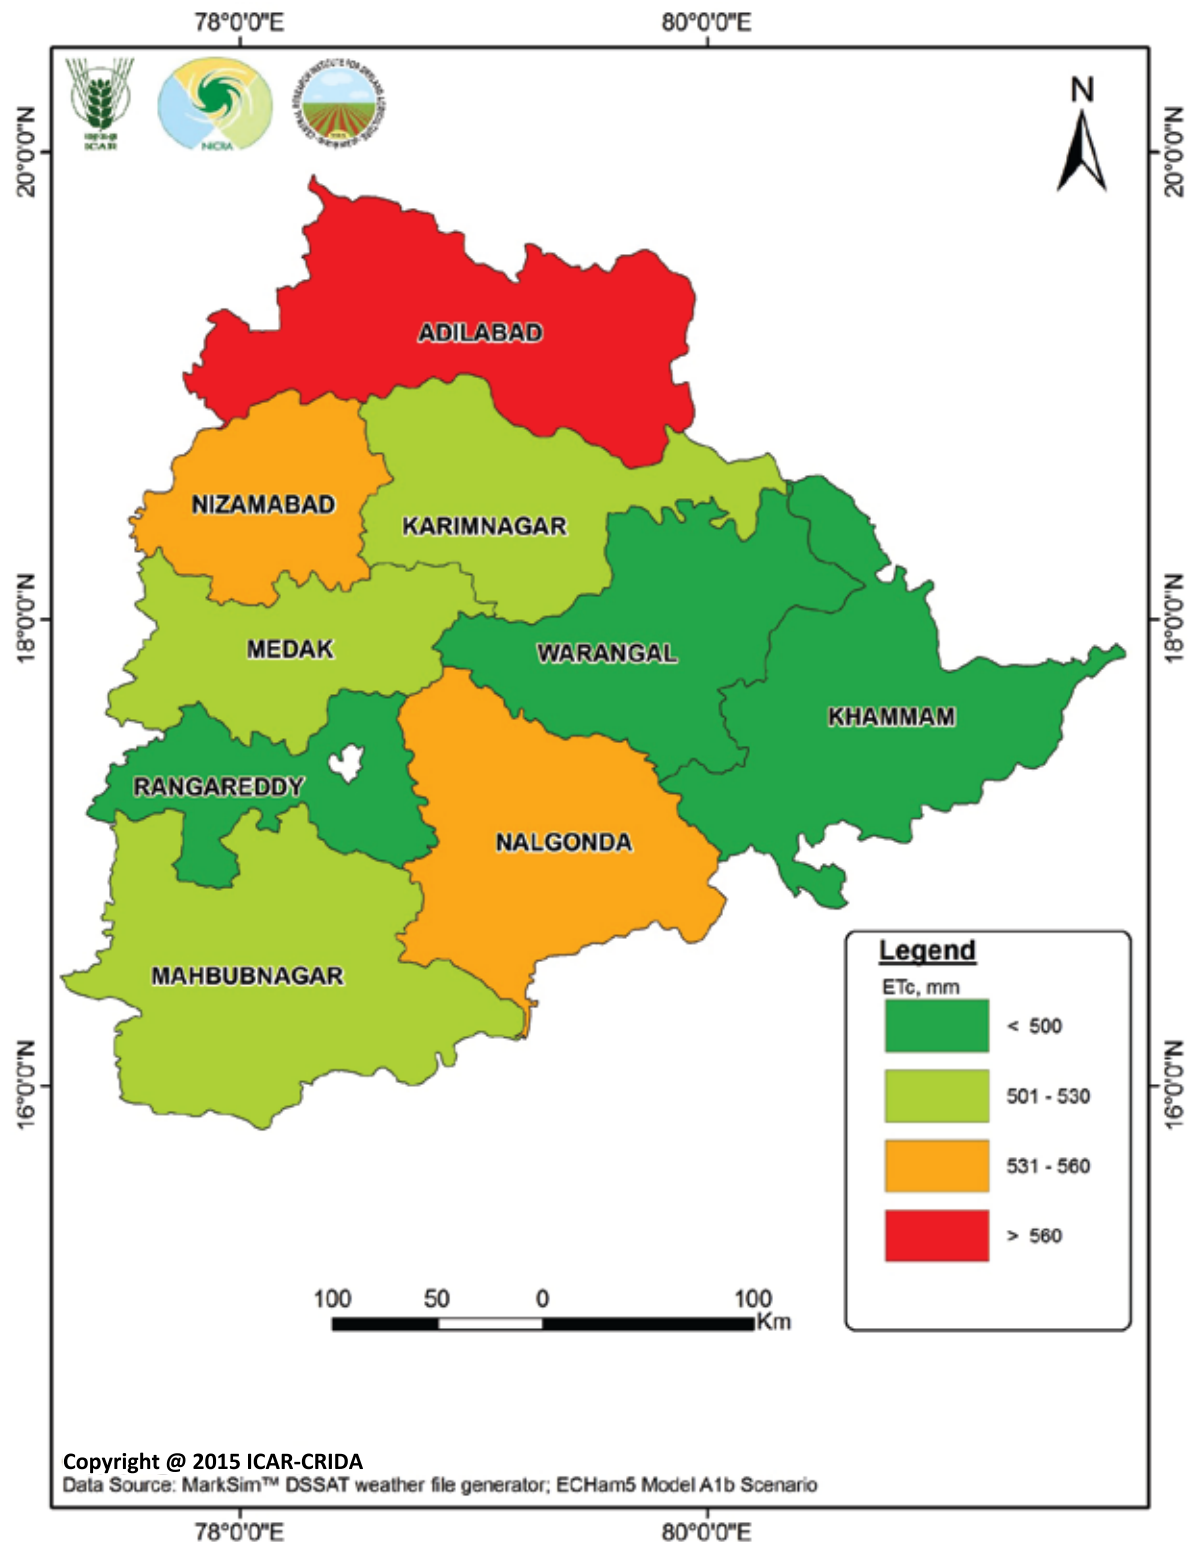 78°0'0"E 80°0'0"E
N
20°0'0"N 20°0'0"N
ICAR
NICRA
ADILABAD
NIZAMABAD
KARIMNAGAR
18°0'0"N 18°0'0"N
MEDAK
WARANGAL
KHAMMAM
RANGAREDDY
NALGONDA
MAHBUBNAGAR
16°0'0"N 16°0'0"N
Legend
ETc, mm
< 500
501 - 530
531 - 560
> 560
100 50 0 100
Km
Copyright @ 2015 ICAR-CRIDA
Data Source: MarkSim™ DSSAT weather file generator; ECHam5 Model A1b Scenario
78°0'0"E 80°0'0"E